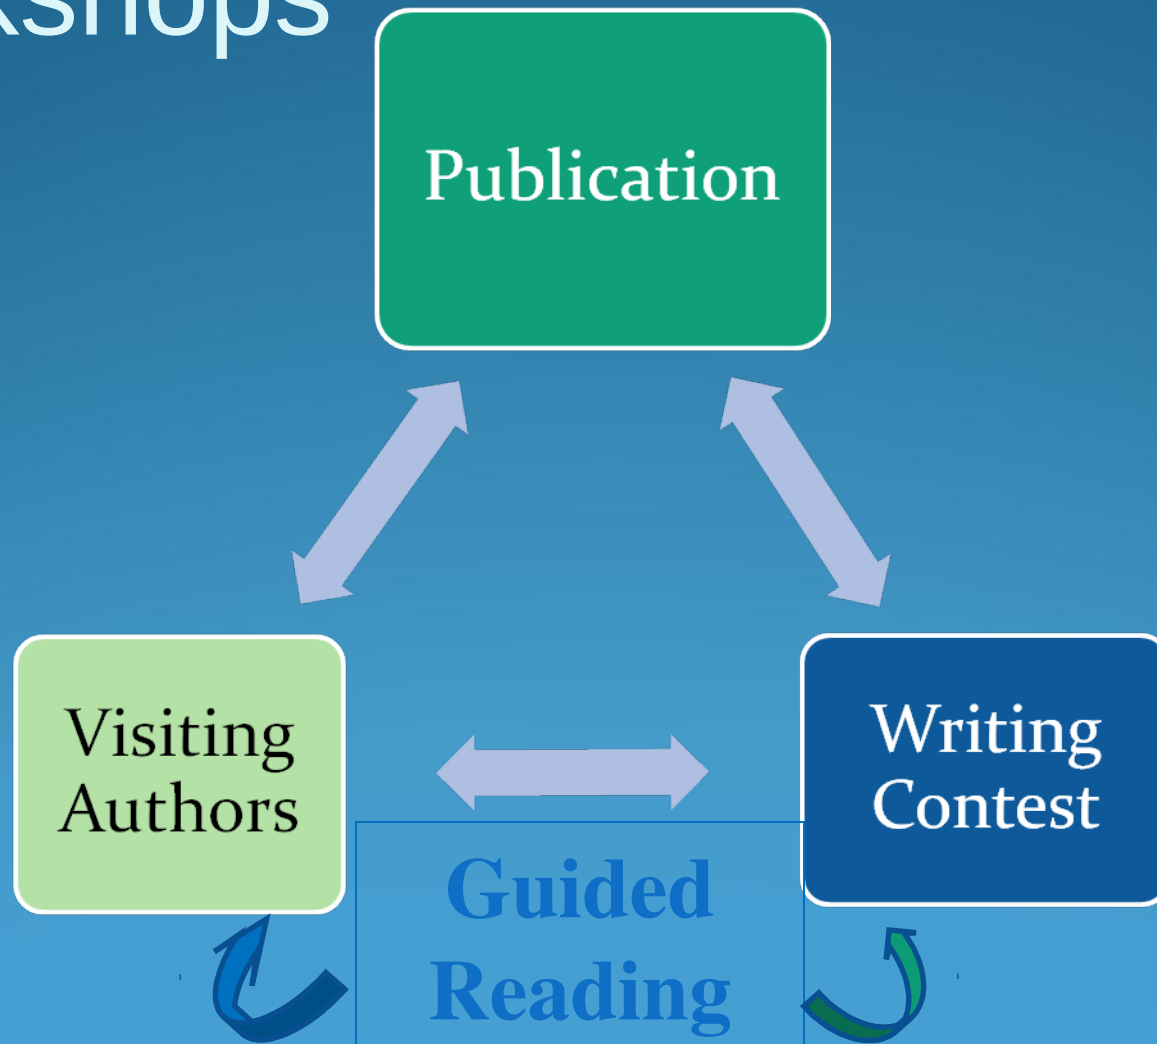 Publication
Visiting
Authors
Writing
Contest
Guided
Reading